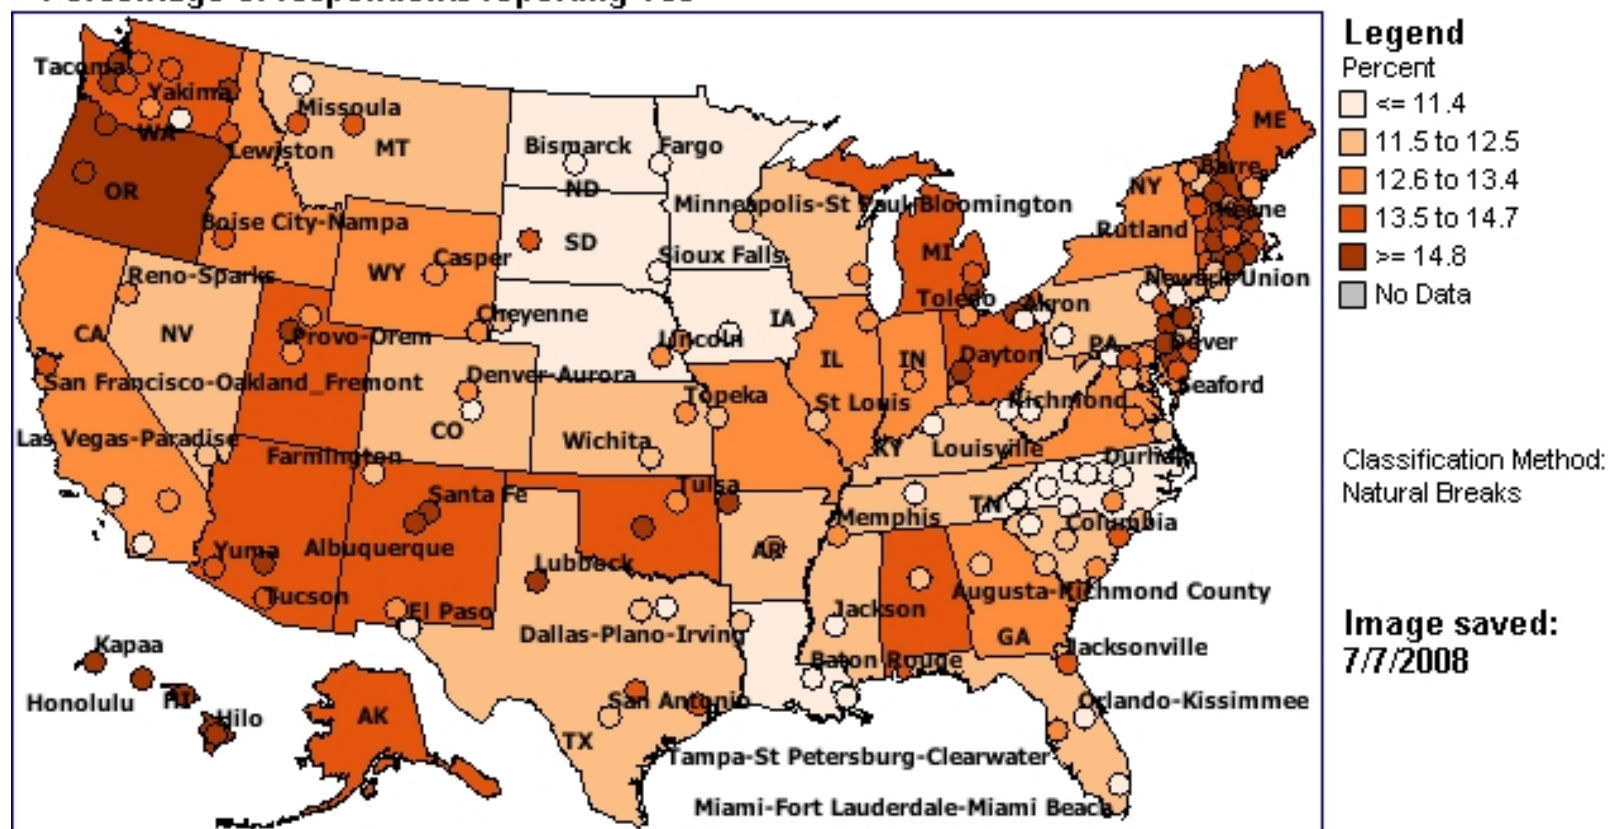 Percentage of respondents reporting Yes
Legend
Percent
<= 11.4
11.5 to 12.5
12.6 to 13.4
13.5 to 14.7
>= 14.8
No Data
Classification Method:
Natural Breaks
Image saved:
7/7/2008
Tacoma
Yakima
WA
Missoula
Lewiston
MT
Bismarck
Fargo
ND
ME
Barre
NY
OR
Boise City-Nampa
Minneapolis-St Paul-Bloomington
Keene
Rutland
SD
Sioux Falls
MI
Reno-Sparks
WY
Casper
Newark-Union
Toledo
Akron
CA
NV
Cheyenne
IA
Provo-Orem
Lincoln
IL
IN
Dayton
PA
Dover
San Francisco-Oakland_Fremont
Denver-Aurora
Seaford
Topeka
St Louis
Richmond
Las Vegas-Paradise
CO
Wichita
KY
Louisville
Farmington
Durham
Santa Fe
Tulsa
TN
Memphis
Columbia
Yuma
Albuquerque
AR
Lubbock
Tucson
El Paso
Augusta-Richmond County
Jackson
Dallas-Plano-Irving
GA
Kapaa
Jacksonville
Baton Rouge
Honolulu
HI
Hilo
AK
San Antonio
Orlando-Kissimmee
TX
Tampa-St Petersburg-Clearwater
Miami-Fort Lauderdale-Miami Beach